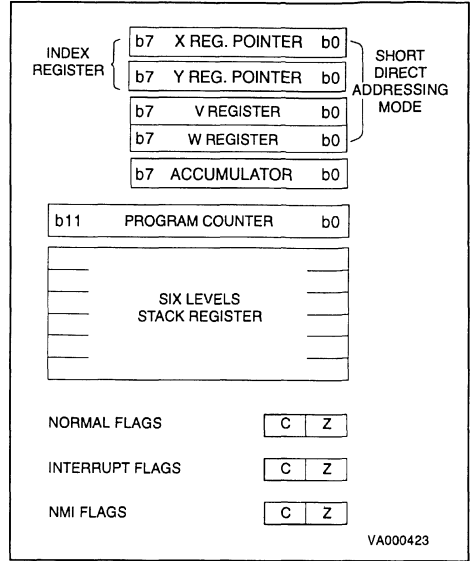 INDEX
REGISTER
b7 X REG. POINTER b0
b7 Y REG. POINTER b0
SHORT
DIRECT
ADDRESSING
MODE
b7 V REGISTER b0
b7 W REGISTER b0
b7 ACCUMULATOR b0
b11 PROGRAM COUNTER b0
SIX LEVELS
STACK REGISTER
NORMAL FLAGS C Z
INTERRUPT FLAGS C Z
NMI FLAGS C Z
VA000423